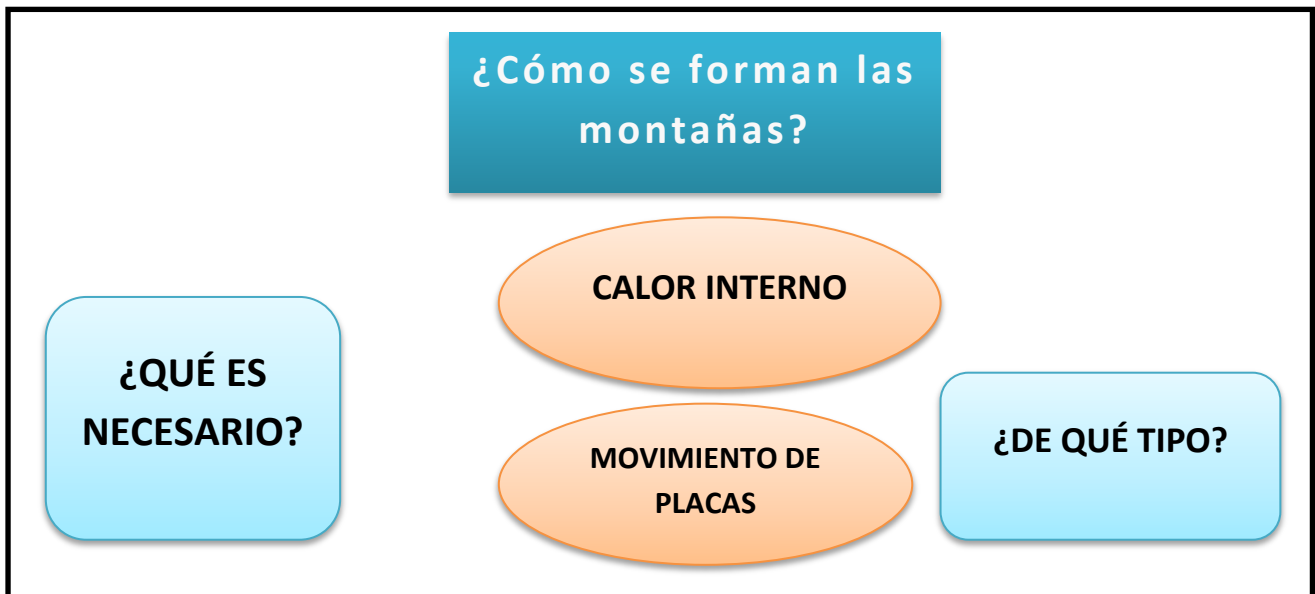 ¿Cómo se forman las
montañas?
CALOR INTERNO
¿QUÉ ES
NECESARIO?
MOVIMIENTO DE
PLACAS
¿DE QUÉ TIPO?